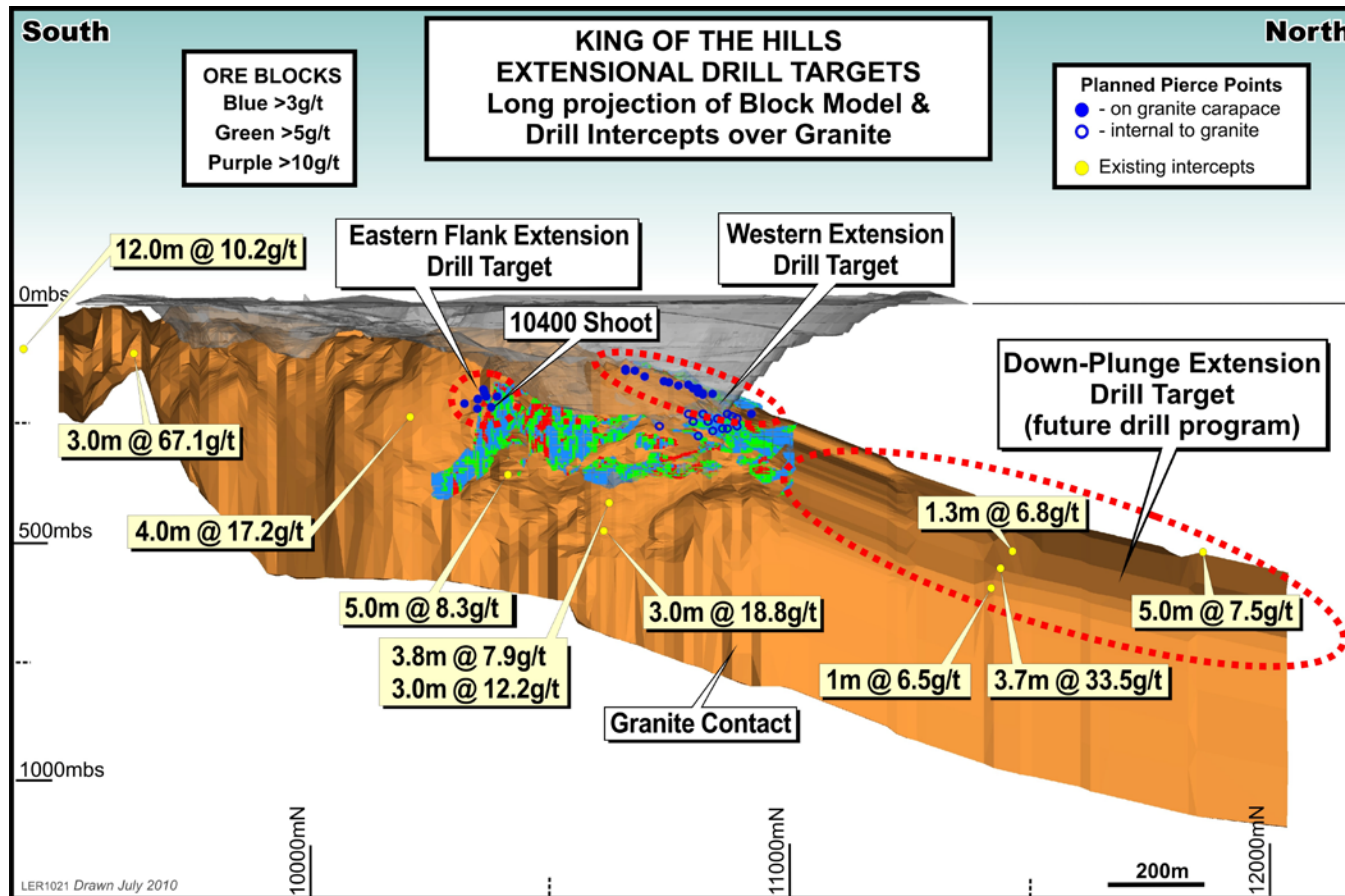 South
North
KING OF THE HILLS
EXTENSIONAL DRILL TARGETS
Long projection of Block Model &
Drill Intercepts over Granite
ORE BLOCKS
Blue >3g/t
Green >5g/t
Purple >10g/t
Planned Pierce Points
- on granite carapace
- internal to granite
Existing intercepts
12.0m @ 10.2g/t
Eastern Flank Extension
Drill Target
Western Extension
Drill Target
0mbs
10400 Shoot
Down-Plunge Extension
Drill Target
(future drill program)
3.0m @ 67.1g/t
4.0m @ 17.2g/t
1.3m @ 6.8g/t
500mbs
5.0m @ 8.3g/t
3.0m @ 18.8g/t
5.0m @ 7.5g/t
3.8m @ 7.9g/t
3.0m @ 12.2g/t
1m @ 6.5g/t
3.7m @ 33.5g/t
Granite Contact
1000mbs
10000mN
11000mN
12000mN
200m
LER1021 Drawn July 2010